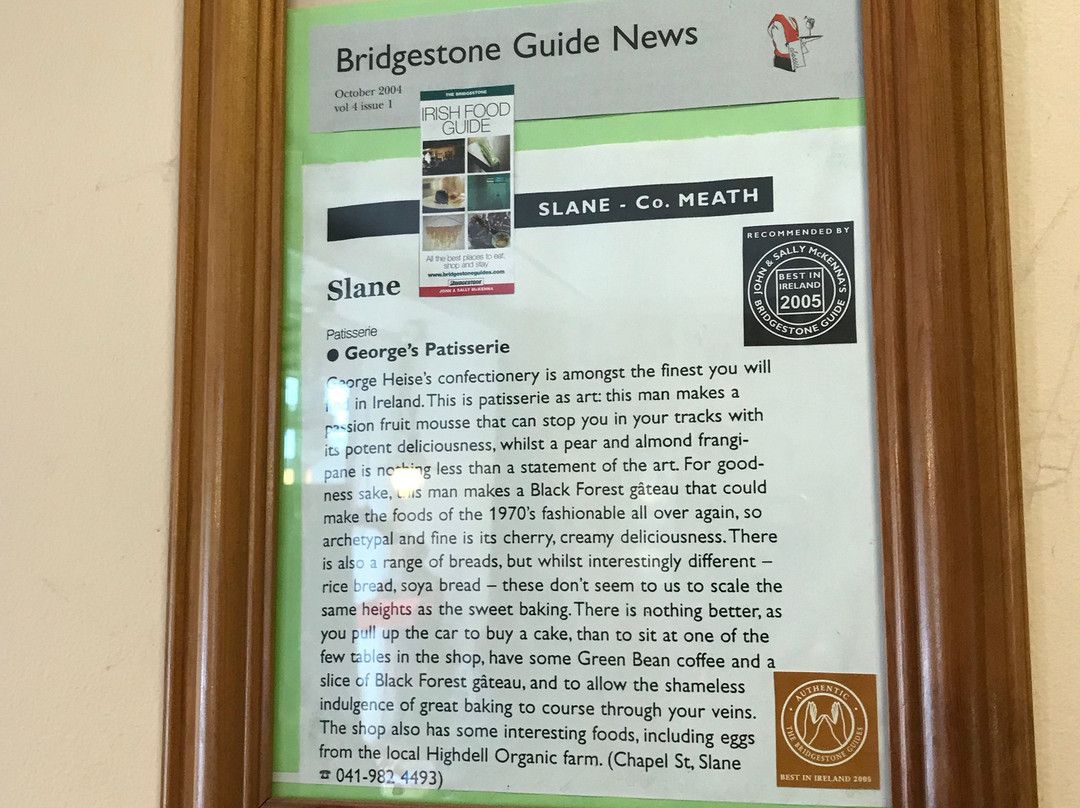 Bridgestone Guide News
October 2004
vol 4 issue 1
THE BRIDGESTONE
IRISH FOOD
GUIDE
All the best places to eat,
shop and stay
www.bridgestoneguides.com
BRIDGESTONE
JOHN & SALLY McKENNA
SLANE - Co. MEATH
RECOMMENDED BY
JOHN & SALLY McKENNA'S
BEST IN
IRELAND
2005
BRIDGESTONE GUIDE
Slane
Patisserie
● George's Patisserie
George Heise's confectionery is amongst the finest you will
find in Ireland. This is patisserie as art: this man makes a
passion fruit mousse that can stop you in your tracks with
its potent deliciousness, whilst a pear and almond frangi-
pane is nothing less than a statement of the art. For good-
ness sake, this man makes a Black Forest gâteau that could
make the foods of the 1970's fashionable all over again, so
archetypal and fine is its cherry, creamy deliciousness. There
is also a range of breads, but whilst interestingly different –
rice bread, soya bread – these don't seem to us to scale the
same heights as the sweet baking. There is nothing better, as
you pull up the car to buy a cake, than to sit at one of the
few tables in the shop, have some Green Bean coffee and a
slice of Black Forest gâteau, and to allow the shameless
indulgence of great baking to course through your veins.
The shop also has some interesting foods, including eggs
from the local Highdell Organic farm. (Chapel St, Slane
☎ 041-982 4493)
AUTHENTIC
THE BRIDGESTONE GUIDES
BEST IN IRELAND 2005